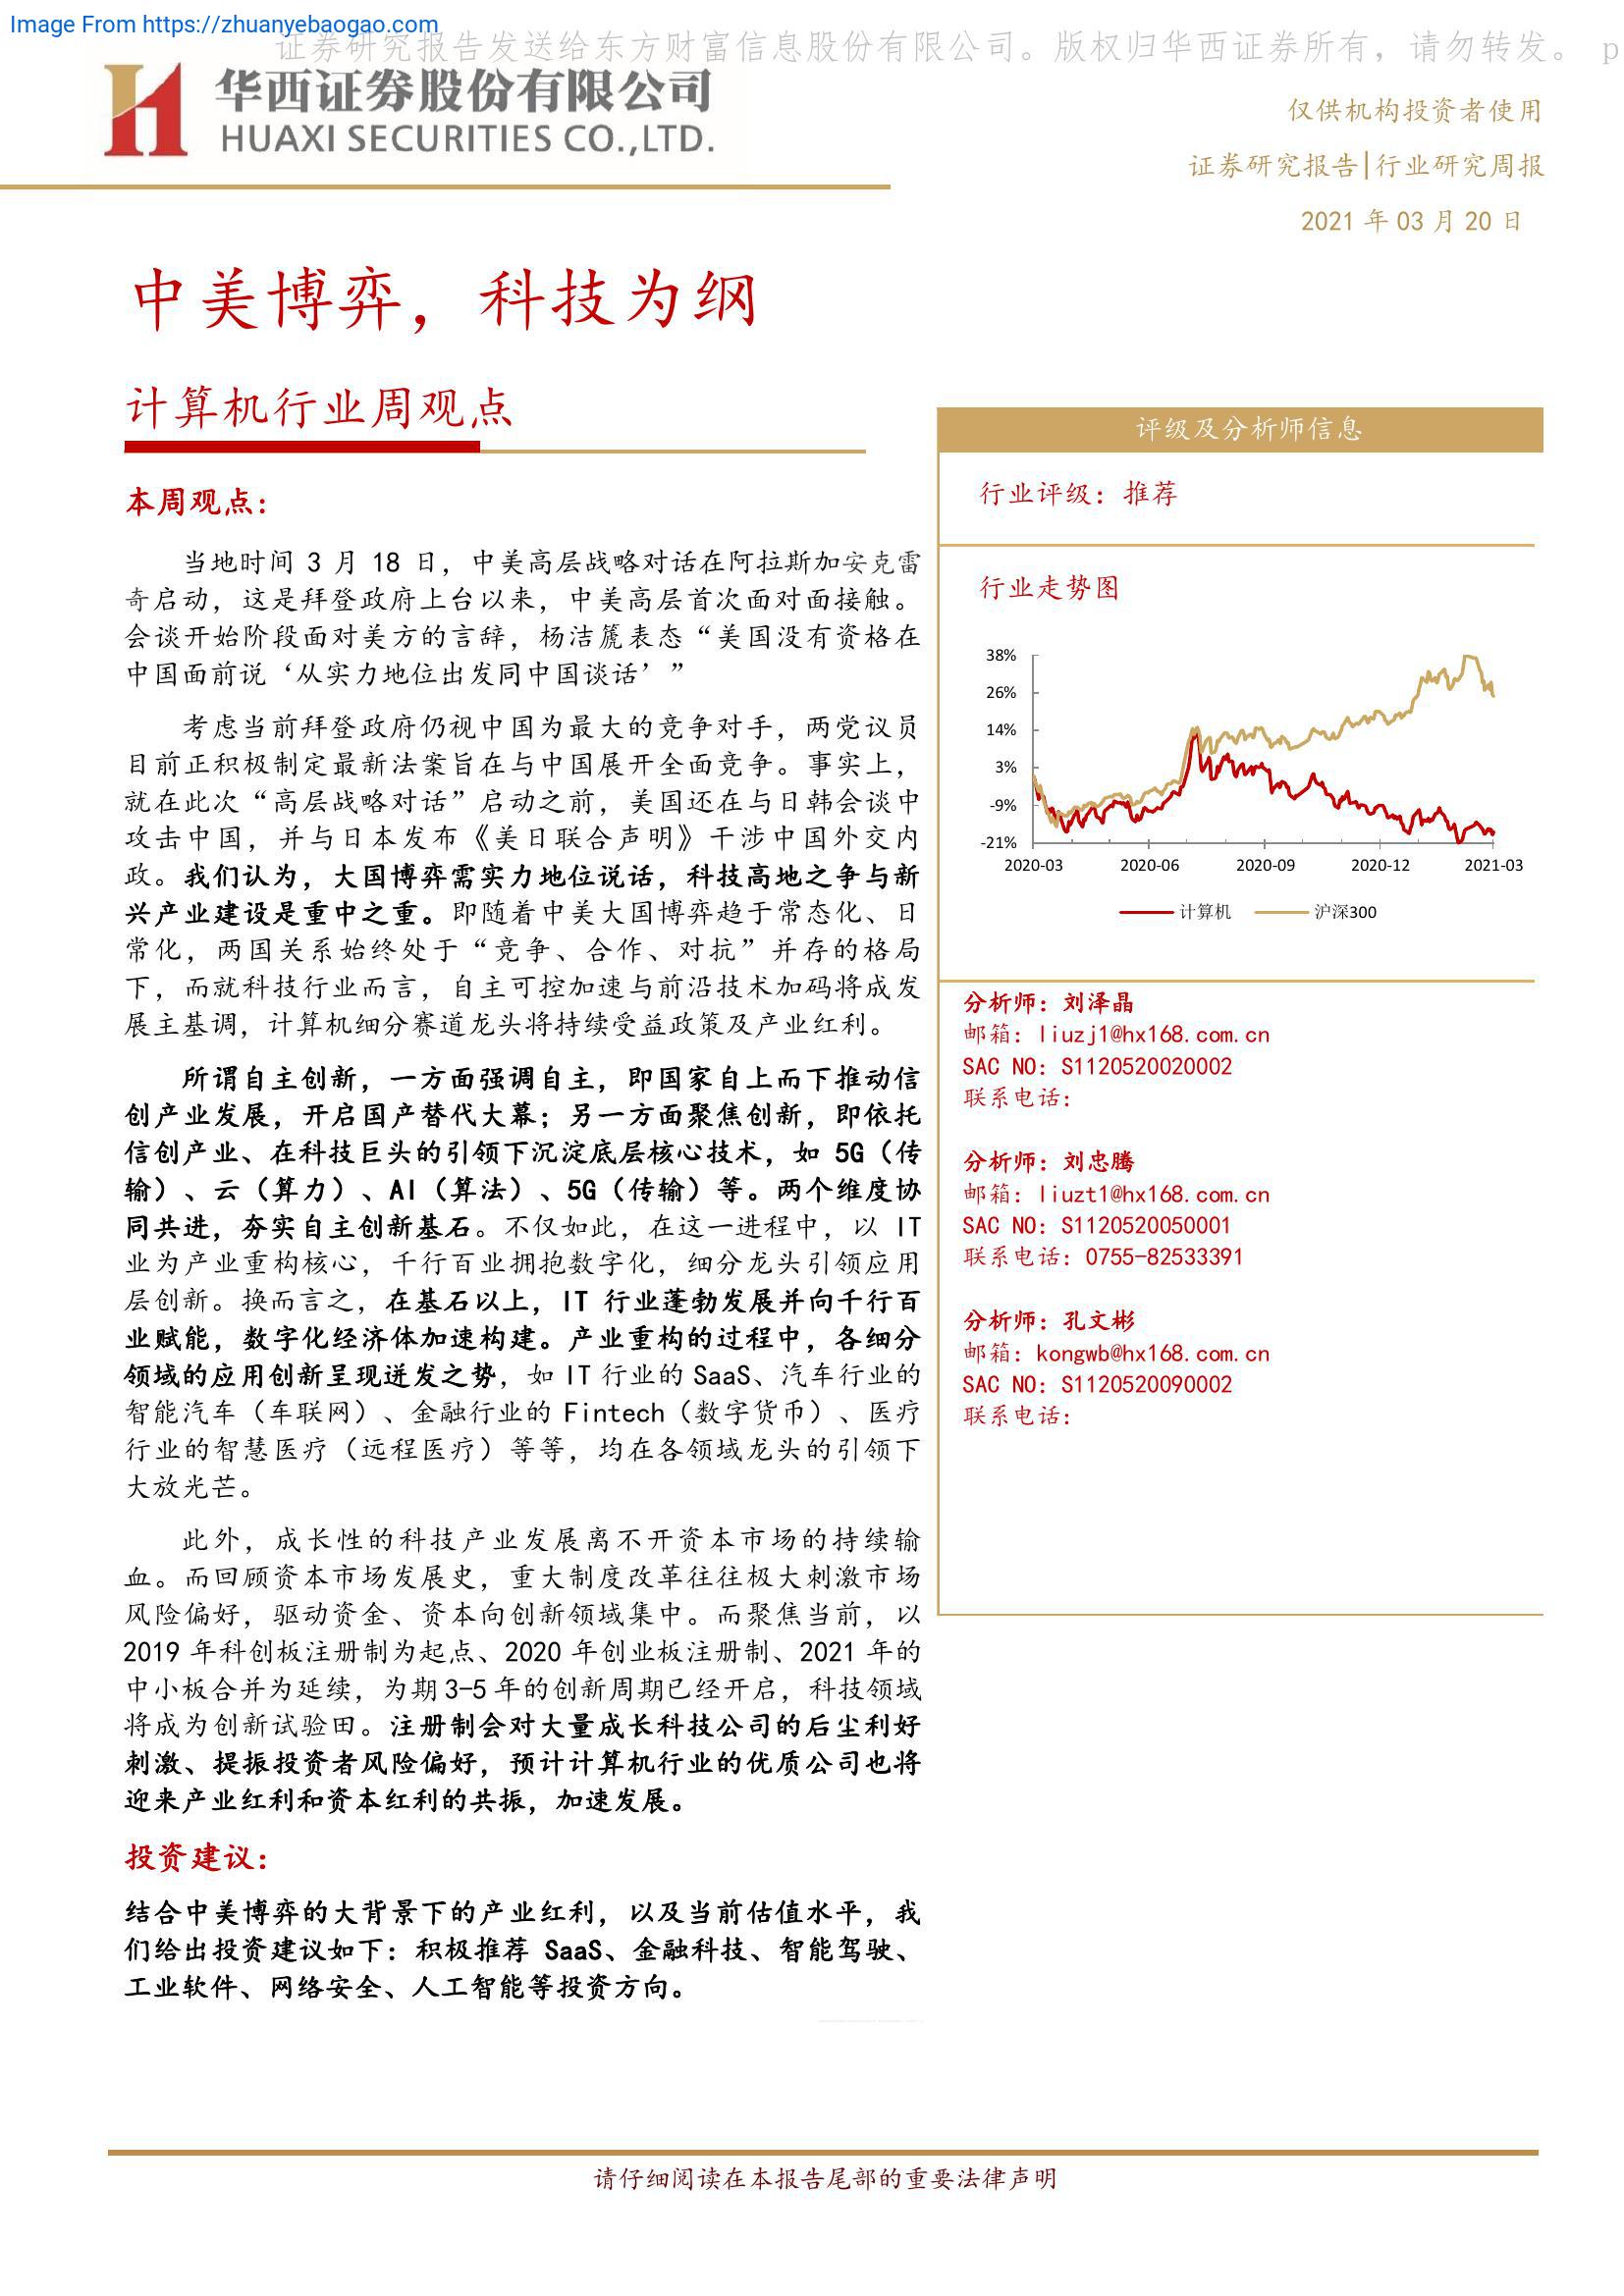 Image From https://zhuanyebaogao.com
证券研究报告发送给东方财富信息股份有限公司。版权归华西证券所有，请勿转发。 p
华西证券股份有限公司
HUAXI SECURITIES CO.,LTD.
仅供机构投资者使用
证券研究报告|行业研究周报
2021 年 03 月 20 日
中美博弈，科技为纲
计算机行业周观点
本周观点：
当地时间 3 月 18 日，中美高层战略对话在阿拉斯加安克雷
奇启动，这是拜登政府上台以来，中美高层首次面对面接触。
会谈开始阶段面对美方的言辞，杨洁篪表态“美国没有资格在
中国面前说‘从实力地位出发同中国谈话’”
考虑当前拜登政府仍视中国为最大的竞争对手，两党议员
目前正积极制定最新法案旨在与中国展开全面竞争。事实上，
就在此次“高层战略对话”启动之前，美国还在与日韩会谈中
攻击中国，并与日本发布《美日联合声明》干涉中国外交内
政。我们认为，大国博弈需实力地位说话，科技高地之争与新
兴产业建设是重中之重。即随着中美大国博弈趋于常态化、日
常化，两国关系始终处于“竞争、合作、对抗”并存的格局
下，而就科技行业而言，自主可控加速与前沿技术加码将成发
展主基调，计算机细分赛道龙头将持续受益政策及产业红利。
所谓自主创新，一方面强调自主，即国家自上而下推动信
创产业发展，开启国产替代大幕；另一方面聚焦创新，即依托
信创产业、在科技巨头的引领下沉淀底层核心技术，如 5G（传
输）、云（算力）、AI（算法）、5G（传输）等。两个维度协
同共进，夯实自主创新基石。不仅如此，在这一进程中，以 IT
业为产业重构核心，千行百业拥抱数字化，细分龙头引领应用
层创新。换而言之，在基石以上，IT 行业蓬勃发展并向千行百
业赋能，数字化经济体加速构建。产业重构的过程中，各细分
领域的应用创新呈现迸发之势，如 IT 行业的 SaaS、汽车行业的
智能汽车（车联网）、金融行业的 Fintech（数字货币）、医疗
行业的智慧医疗（远程医疗）等等，均在各领域龙头的引领下
大放光芒。
此外，成长性的科技产业发展离不开资本市场的持续输
血。而回顾资本市场发展史，重大制度改革往往极大刺激市场
风险偏好，驱动资金、资本向创新领域集中。而聚焦当前，以
2019 年科创板注册制为起点、2020 年创业板注册制、2021 年的
中小板合并为延续，为期 3-5 年的创新周期已经开启，科技领域
将成为创新试验田。注册制会对大量成长科技公司的后尘利好
刺激、提振投资者风险偏好，预计计算机行业的优质公司也将
迎来产业红利和资本红利的共振，加速发展。
投资建议：
结合中美博弈的大背景下的产业红利，以及当前估值水平，我
们给出投资建议如下：积极推荐 SaaS、金融科技、智能驾驶、
工业软件、网络安全、人工智能等投资方向。
评级及分析师信息
行业评级：推荐
行业走势图
38%
26%
14%
3%
-9%
-21%
2020-03 2020-06 2020-09 2020-12 2021-03
计算机 沪深300
分析师：刘泽晶
邮箱：liuzj1@hx168.com.cn
SAC NO：S1120520020002
联系电话：
分析师：刘忠腾
邮箱：liuzt1@hx168.com.cn
SAC NO：S1120520050001
联系电话：0755-82533391
分析师：孔文彬
邮箱：kongwb@hx168.com.cn
SAC NO：S1120520090002
联系电话：
请仔细阅读在本报告尾部的重要法律声明